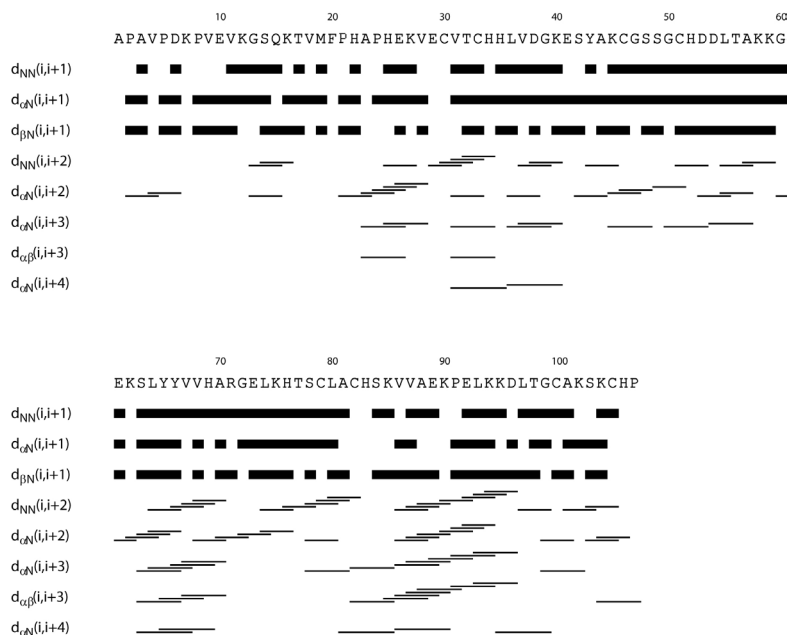 10 20 30 40 50 60
APAVPDKPVEVKGSQKTVMFPHAPHEKVECVTCHHLVDGKESYAKCGSSGCHDDLTAKKG
dNN(i,i+1)
dαN(i,i+1)
dβN(i,i+1)
dNN(i,i+2)
dαN(i,i+2)
dαN(i,i+3)
dαβ(i,i+3)
dαN(i,i+4)
70 80 90 100
EKSLYYVVHARGELKHTSCLACHSKVVAEKPELKKDLTGCAKSKCHP
dNN(i,i+1)
dαN(i,i+1)
dβN(i,i+1)
dNN(i,i+2)
dαN(i,i+2)
dαN(i,i+3)
dαβ(i,i+3)
dαN(i,i+4)